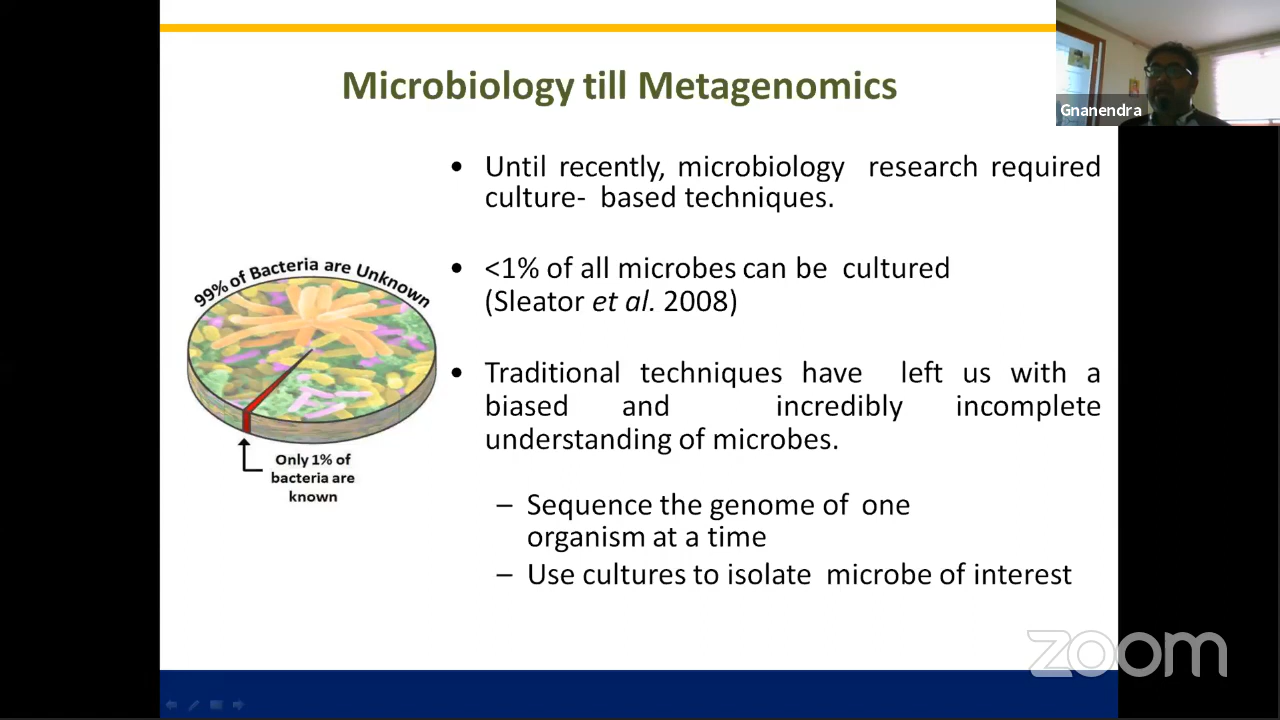 Microbiology till Metagenomics
Gnanendra
• Until recently, microbiology research required
culture- based techniques.
• <1% of all microbes can be cultured
(Sleator et al. 2008)
• Traditional techniques have left us with a
biased and incredibly incomplete
understanding of microbes.
– Sequence the genome of one
organism at a time
– Use cultures to isolate microbe of interest
99% of Bacteria are Unknown
Only 1% of
bacteria are
known
zoom